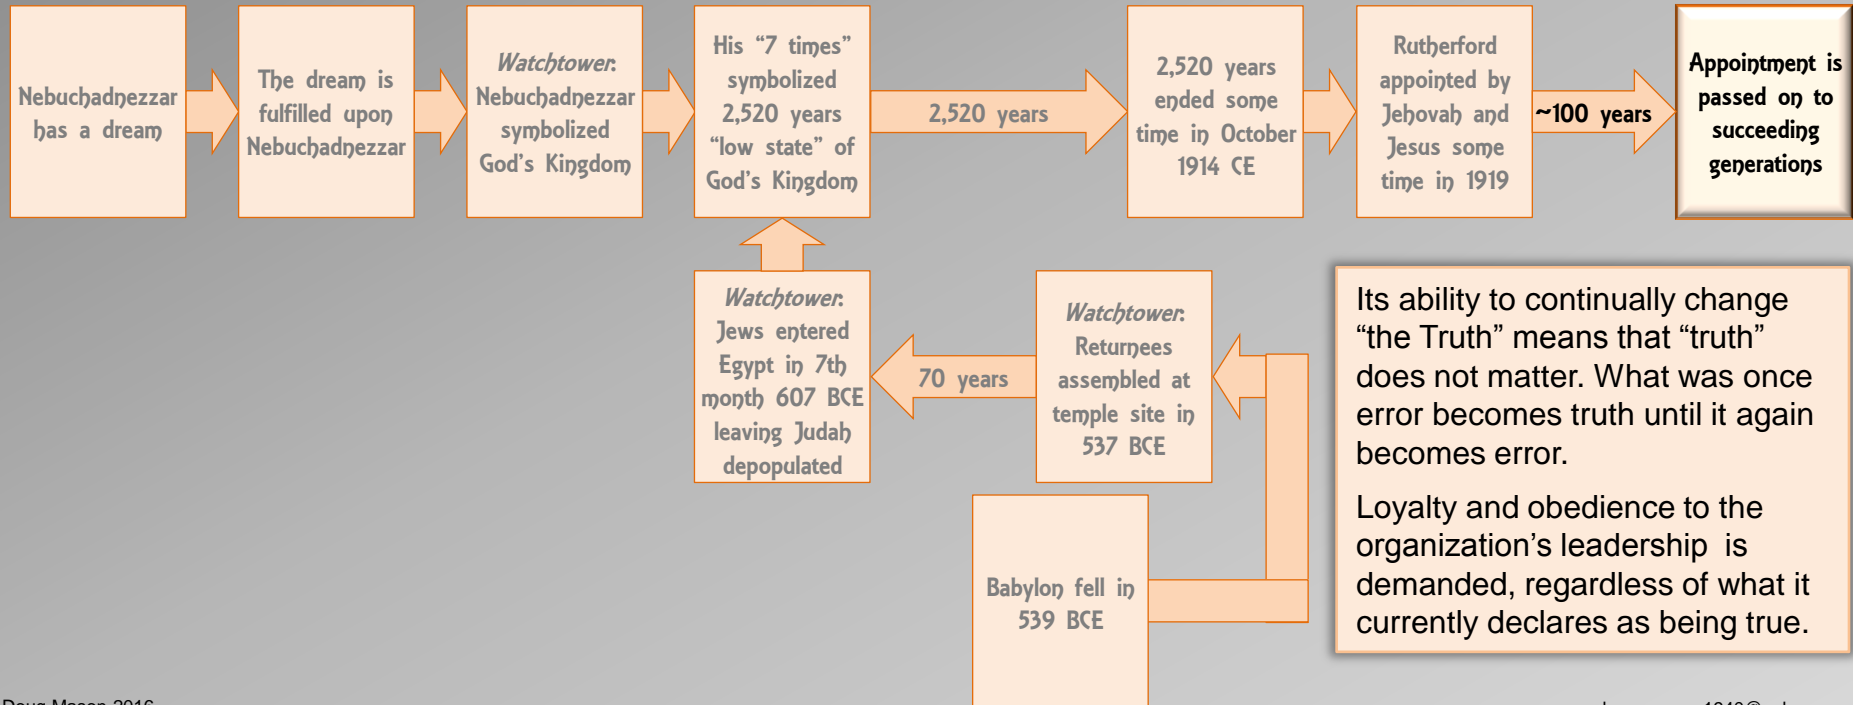 Nebuchadnezzar
has a dream
The dream is
fulfilled upon
Nebuchadnezzar
Watchtower:
Nebuchadnezzar
symbolized
God's Kingdom
His “7 times”
symbolized
2,520 years
“low state” of
God's Kingdom
2,520 years
2,520 years
ended some
time in October
1914 CE
Rutherford
appointed by
Jehovah and
Jesus some
time in 1919
~100 years
Appointment is
passed on to
succeeding
generations
Watchtower:
Jews entered
Egypt in 7th
month 607 BCE
leaving Judah
depopulated
70 years
Watchtower:
Returnees
assembled at
temple site in
537 BCE
Babylon fell in
539 BCE
Its ability to continually change
“the Truth” means that “truth”
does not matter. What was once
error becomes truth until it again
becomes error.
Loyalty and obedience to the
organization’s leadership is
demanded, regardless of what it
currently declares as being true.
Doug Mason 2016